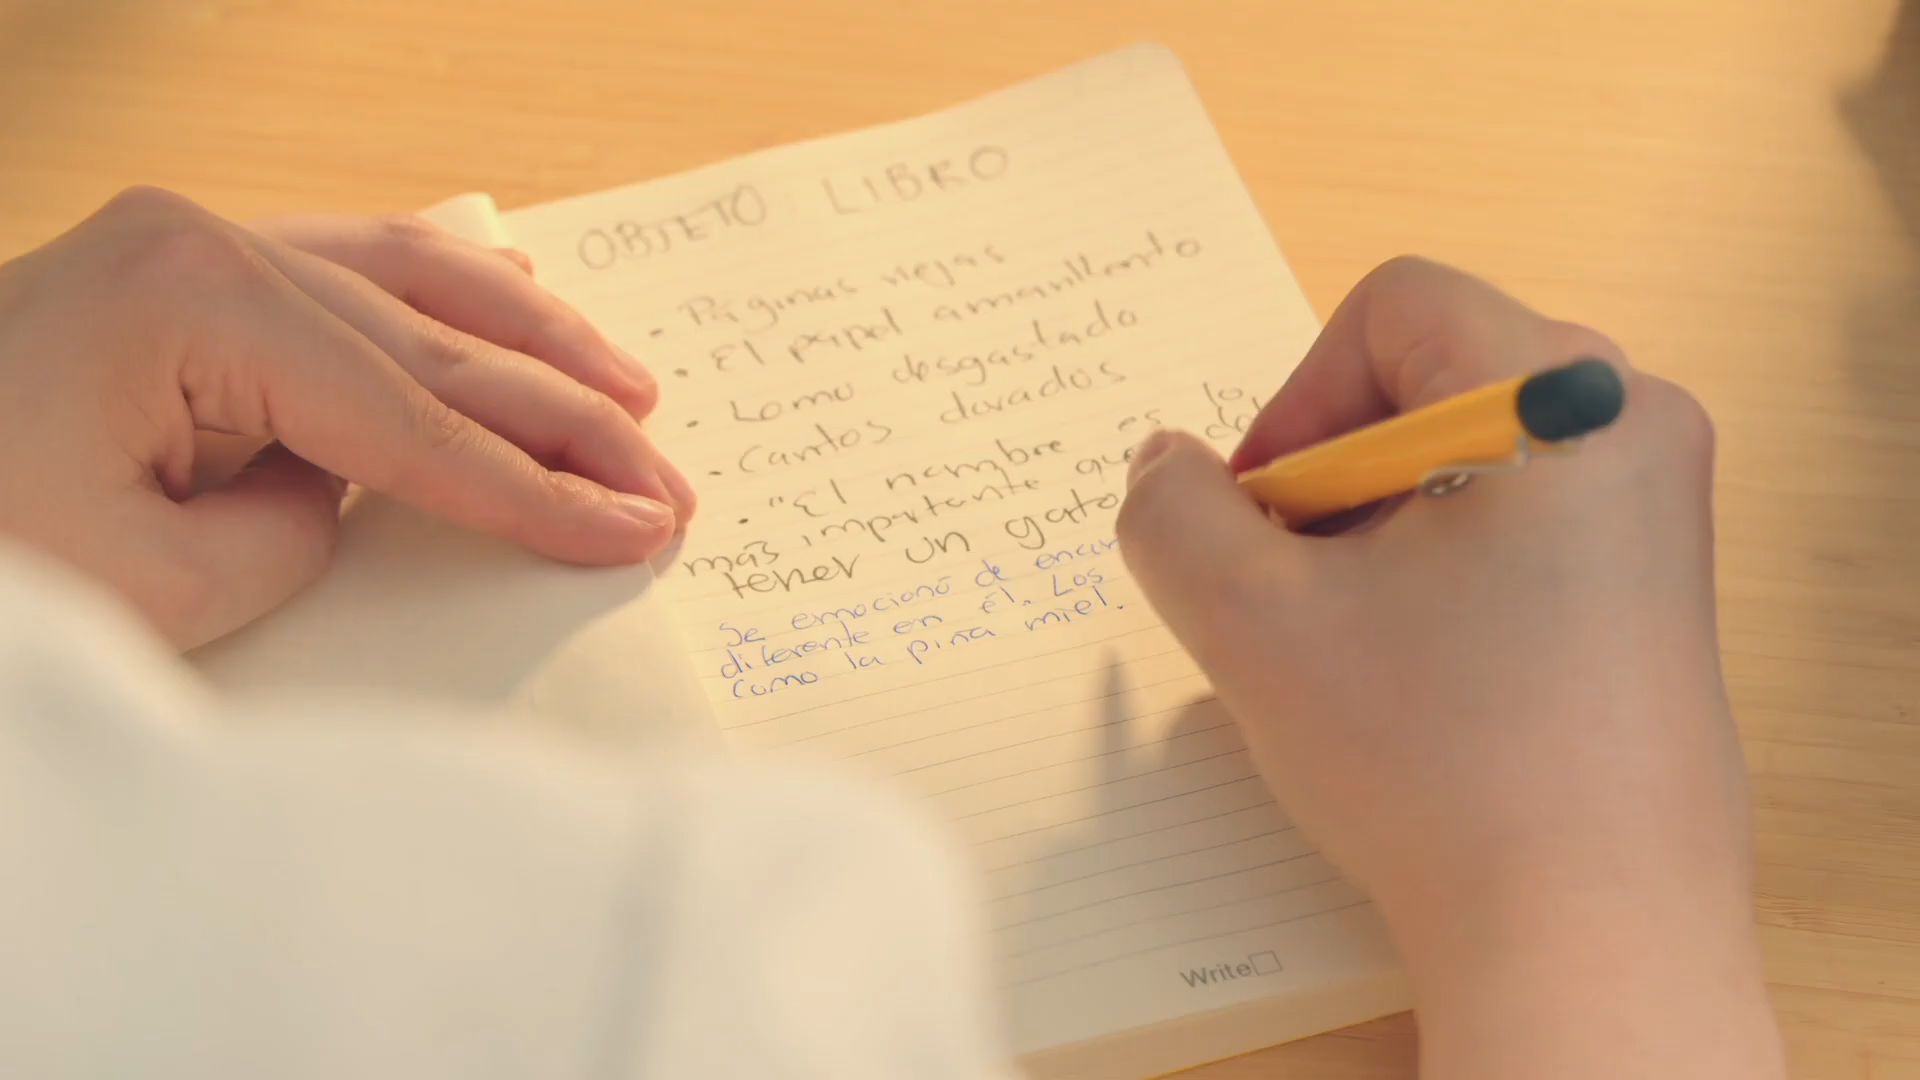 OBJETO: LIBRO
• Páginas viejas
• El papel amarillento
• Lomo desgastado
• Cantos dorados
• "El nombre es lo
más importante que
tener un gato
Se emocionó de
diferente en él. Los
como la piña miel.
Write